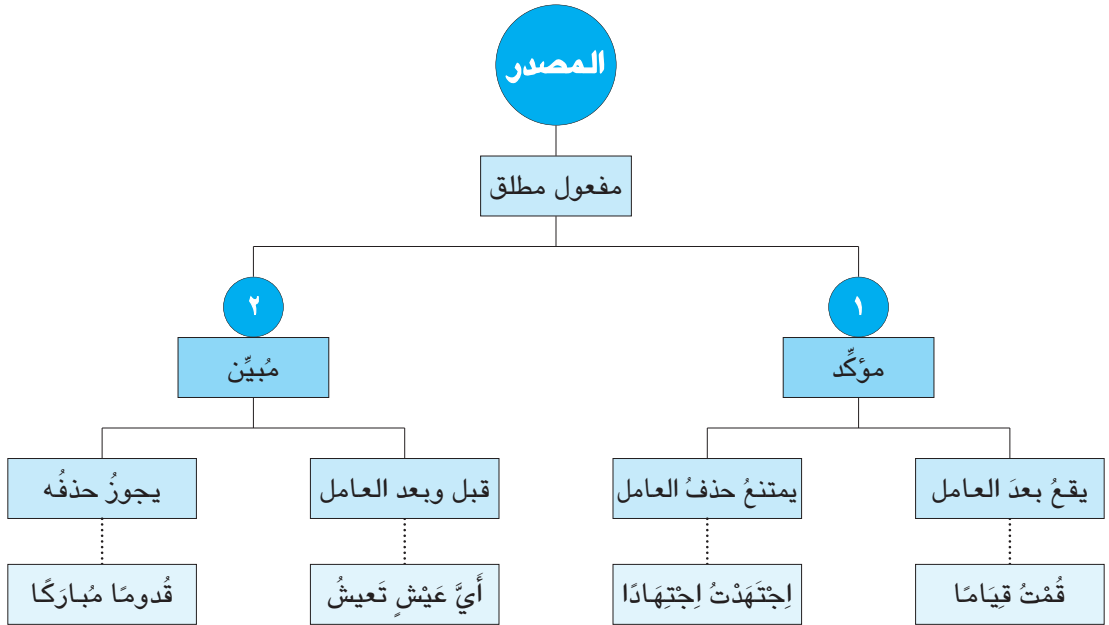 المصدر
مفعول مطلق
١
٢
مؤكِّد
مُبيِّن
يقعُ بعدَ العامل
يمتنعُ حذفُ العامل
قبل وبعد العامل
يجوزُ حذفُه
قُمْتُ قِيَامًا
اِجْتَهَدْتُ اِجْتِهَادًا
أَيَّ عَيْشٍ تَعيشُ
قُدومًا مُبارَكًا